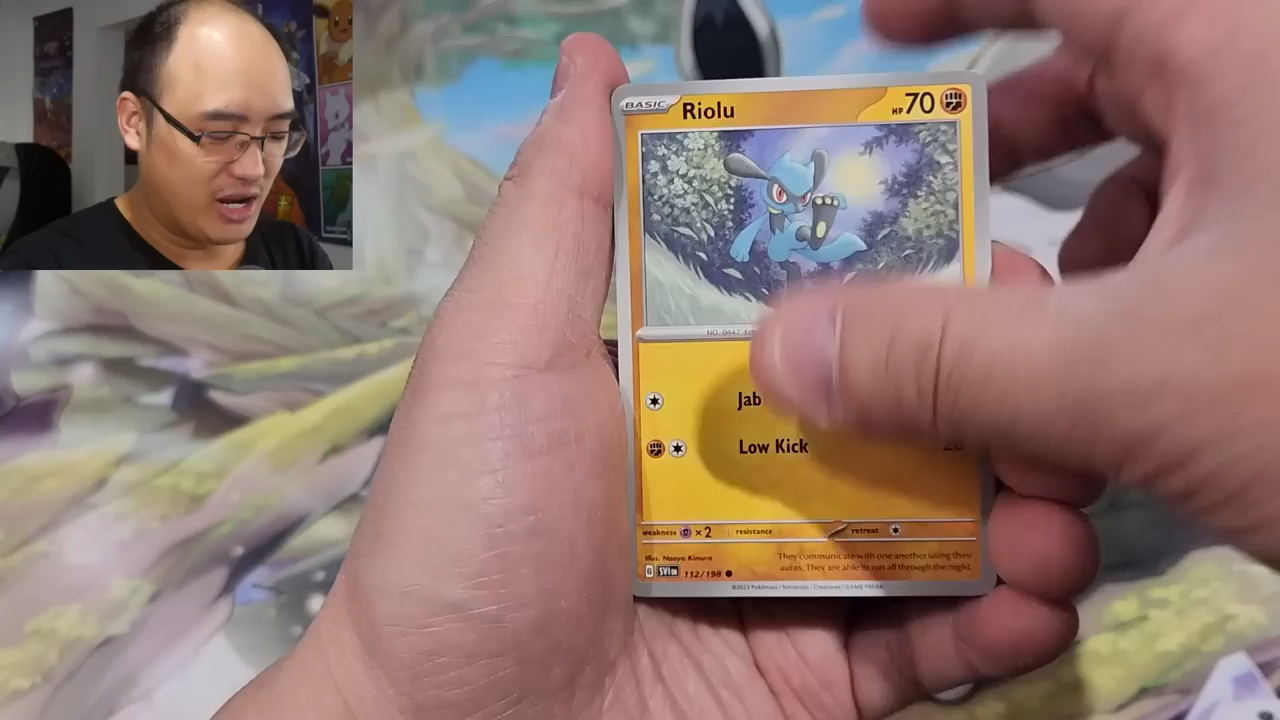 BASIC Riolu HP 70
NO. 0447
Jab
Low Kick
weakness ×2 resistance retreat
Illus. Naoya Kimura
They communicate with one another using their
auras. They are able to run all through the night.
G SVI EN 112/198
©2023 Pokémon / Nintendo / Creatures / GAME FREAK